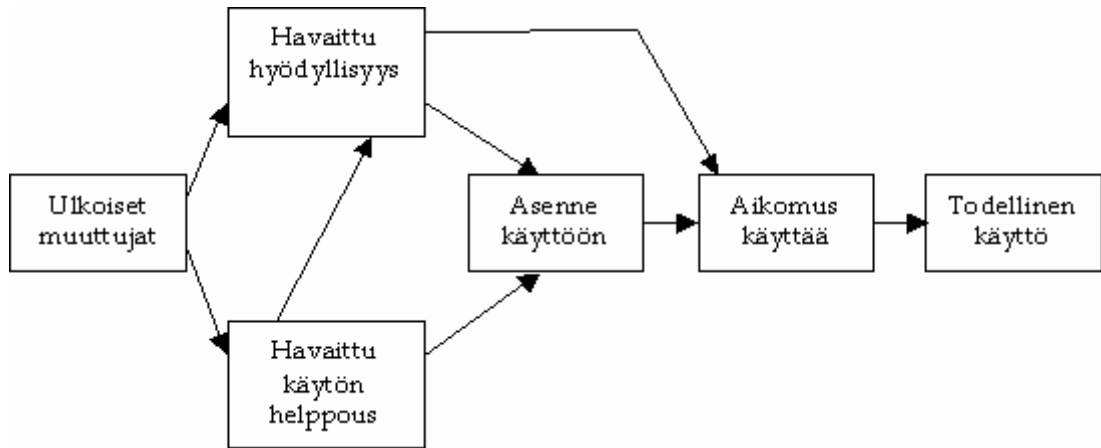 Havaittu
hyödyllisyys
Ulkoiset
muuttujat
Asenne
käyttöön
Aikomus
käyttää
Todellinen
käyttö
Havaittu
käytön
helppous